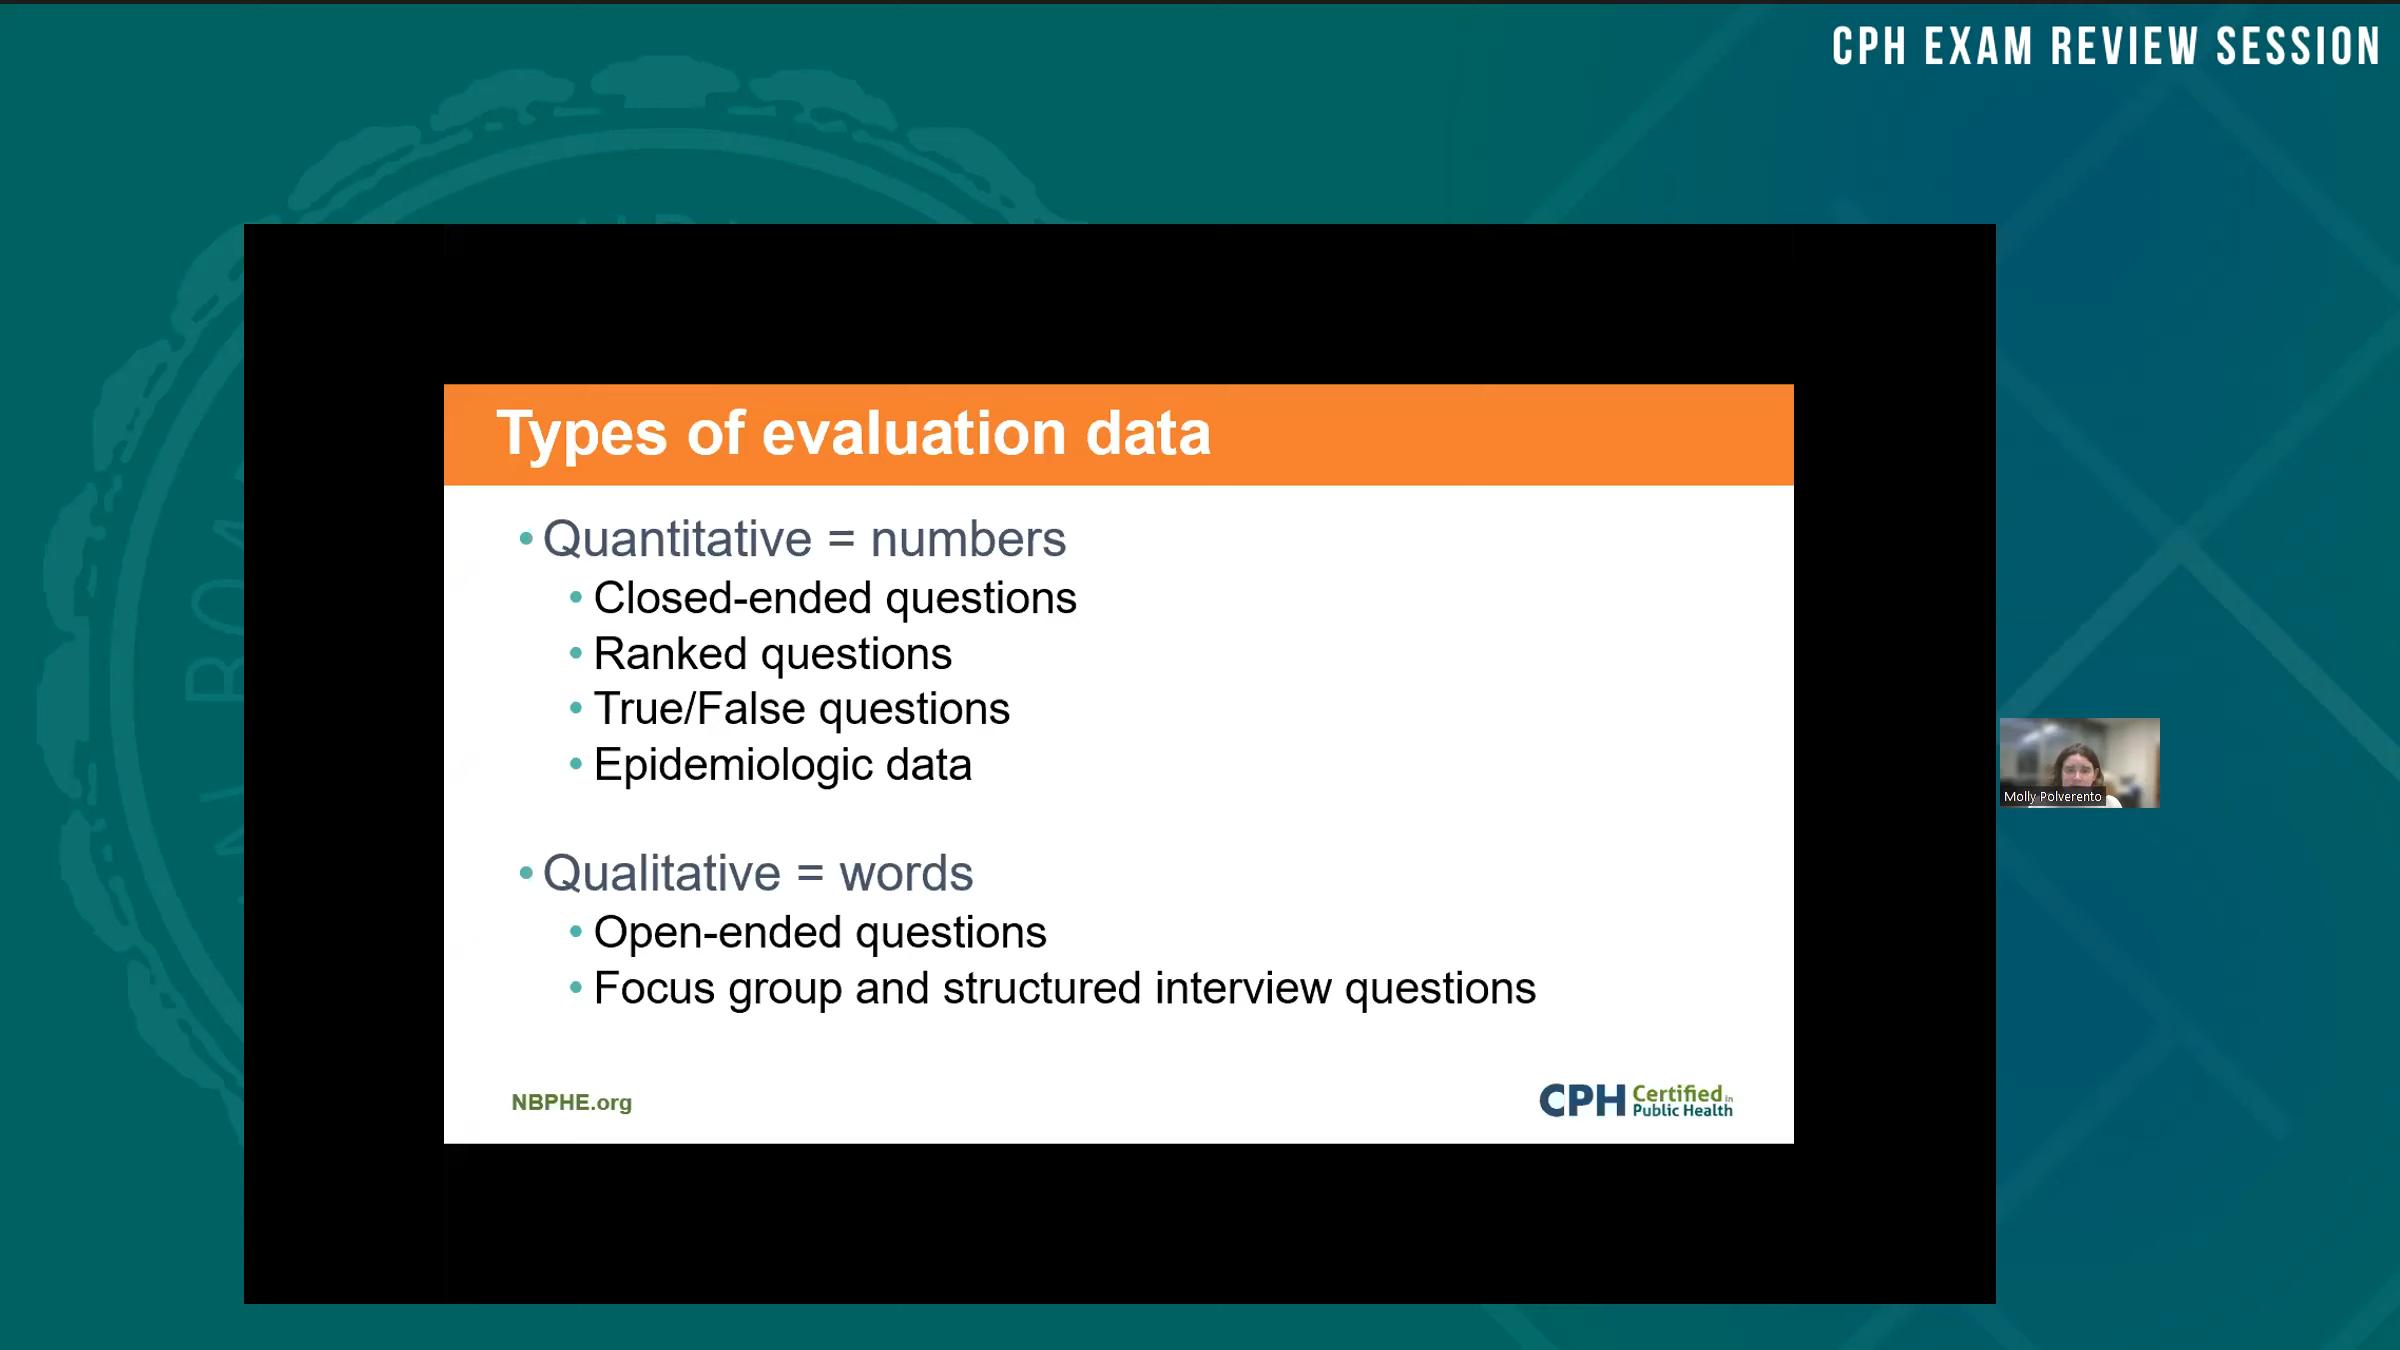 CPH EXAM REVIEW SESSION
Types of evaluation data
• Quantitative = numbers
• Closed-ended questions
• Ranked questions
• True/False questions
• Epidemiologic data
• Qualitative = words
• Open-ended questions
• Focus group and structured interview questions
NBPHE.org
CPH Certified in
Public Health
Molly Polverento